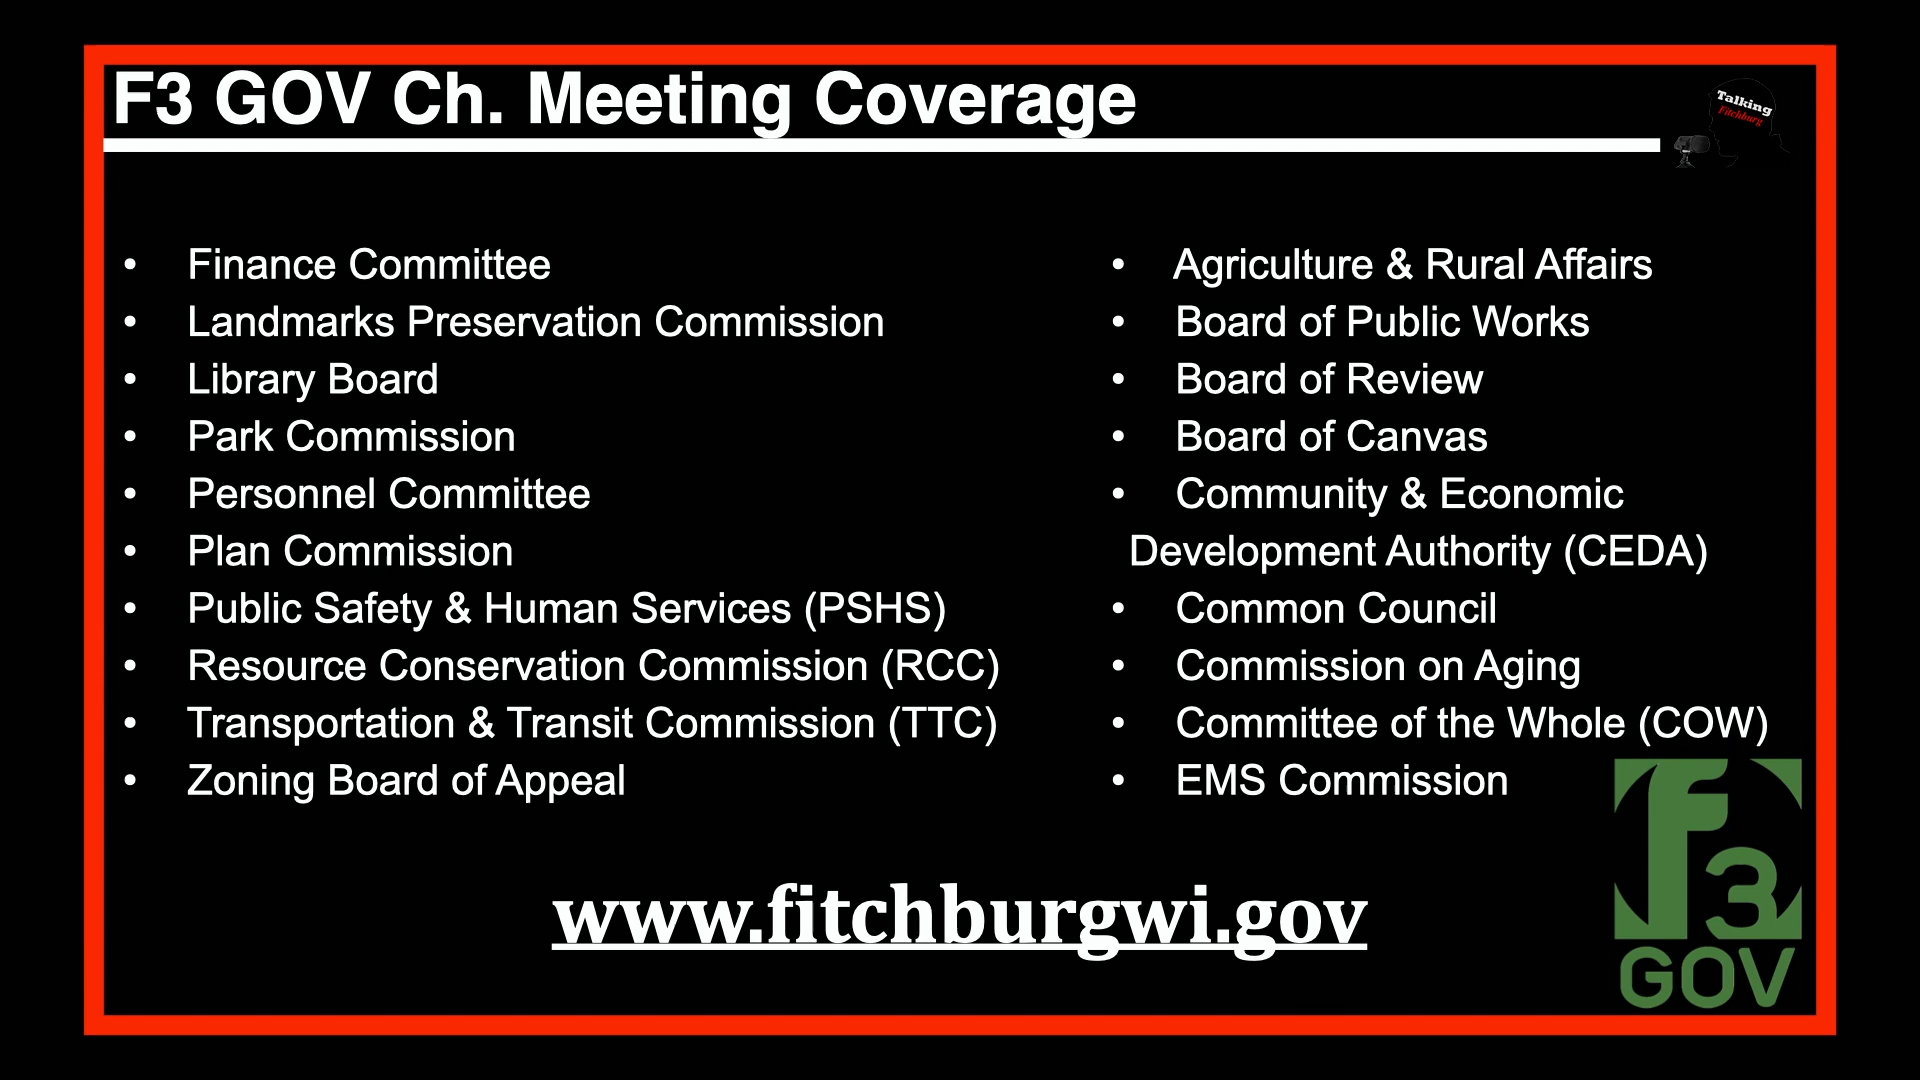 F3 GOV Ch. Meeting Coverage
Talking
Fitchburg
• Finance Committee
• Landmarks Preservation Commission
• Library Board
• Park Commission
• Personnel Committee
• Plan Commission
• Public Safety & Human Services (PSHS)
• Resource Conservation Commission (RCC)
• Transportation & Transit Commission (TTC)
• Zoning Board of Appeal
• Agriculture & Rural Affairs
• Board of Public Works
• Board of Review
• Board of Canvas
• Community & Economic
Development Authority (CEDA)
• Common Council
• Commission on Aging
• Committee of the Whole (COW)
• EMS Commission
www.fitchburgwi.gov
f3
GOV